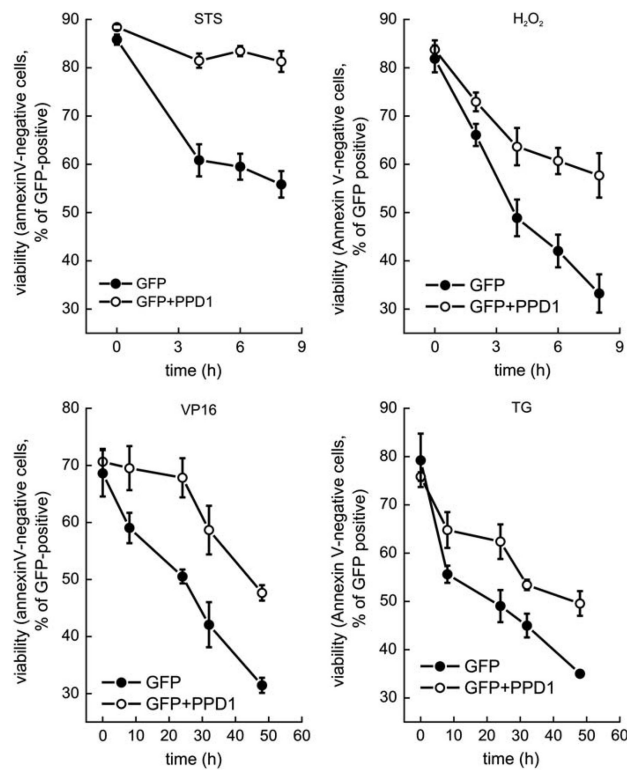 STS
viability (annexinV-negative cells,
% of GFP-positive)
90
80
70
60
50
40
30
GFP
GFP+PPD1
0
3
6
9
time (h)
H₂O₂
viability (Annexin V-negative cells,
% of GFP positive)
90
80
70
60
50
40
30
GFP
GFP+PPD1
0
3
6
9
time (h)
VP16
viability (annexinV-negative cells,
% of GFP-positive)
80
70
60
50
40
30
GFP
GFP+PPD1
0
10
20
30
40
50
60
time (h)
TG
viability (Annexin V-negative cells,
% of GFP positive)
90
80
70
60
50
40
30
GFP
GFP+PPD1
0
10
20
30
40
50
60
time (h)